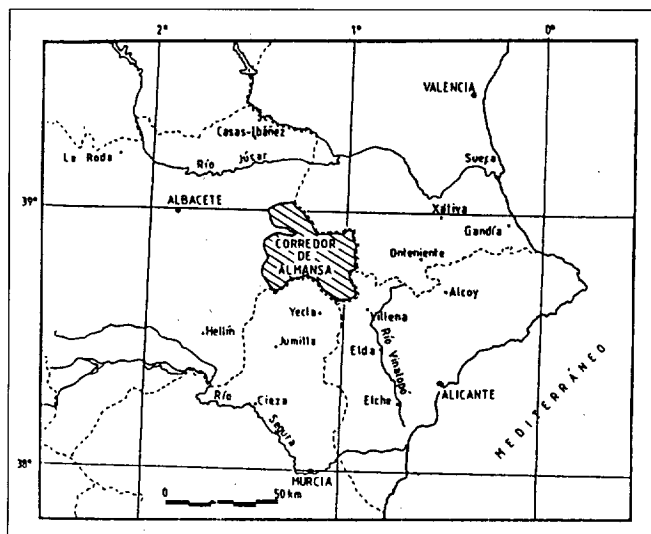 2°
1°
0°
VALENCIA
Casas-Ibáñez
La Roda
Río Júcar
Sueca
39°
ALBACETE
Xátiva
Gandía
CORREDOR
DE
ALMANSA
Onteniente
Alcoy
Yecla
Villena
Hellín
Jumilla
Elda
Río Vinalopó
Río Segura
Cieza
Elche
ALICANTE
MEDITERRÁNEO
38°
MURCIA
0 50 km